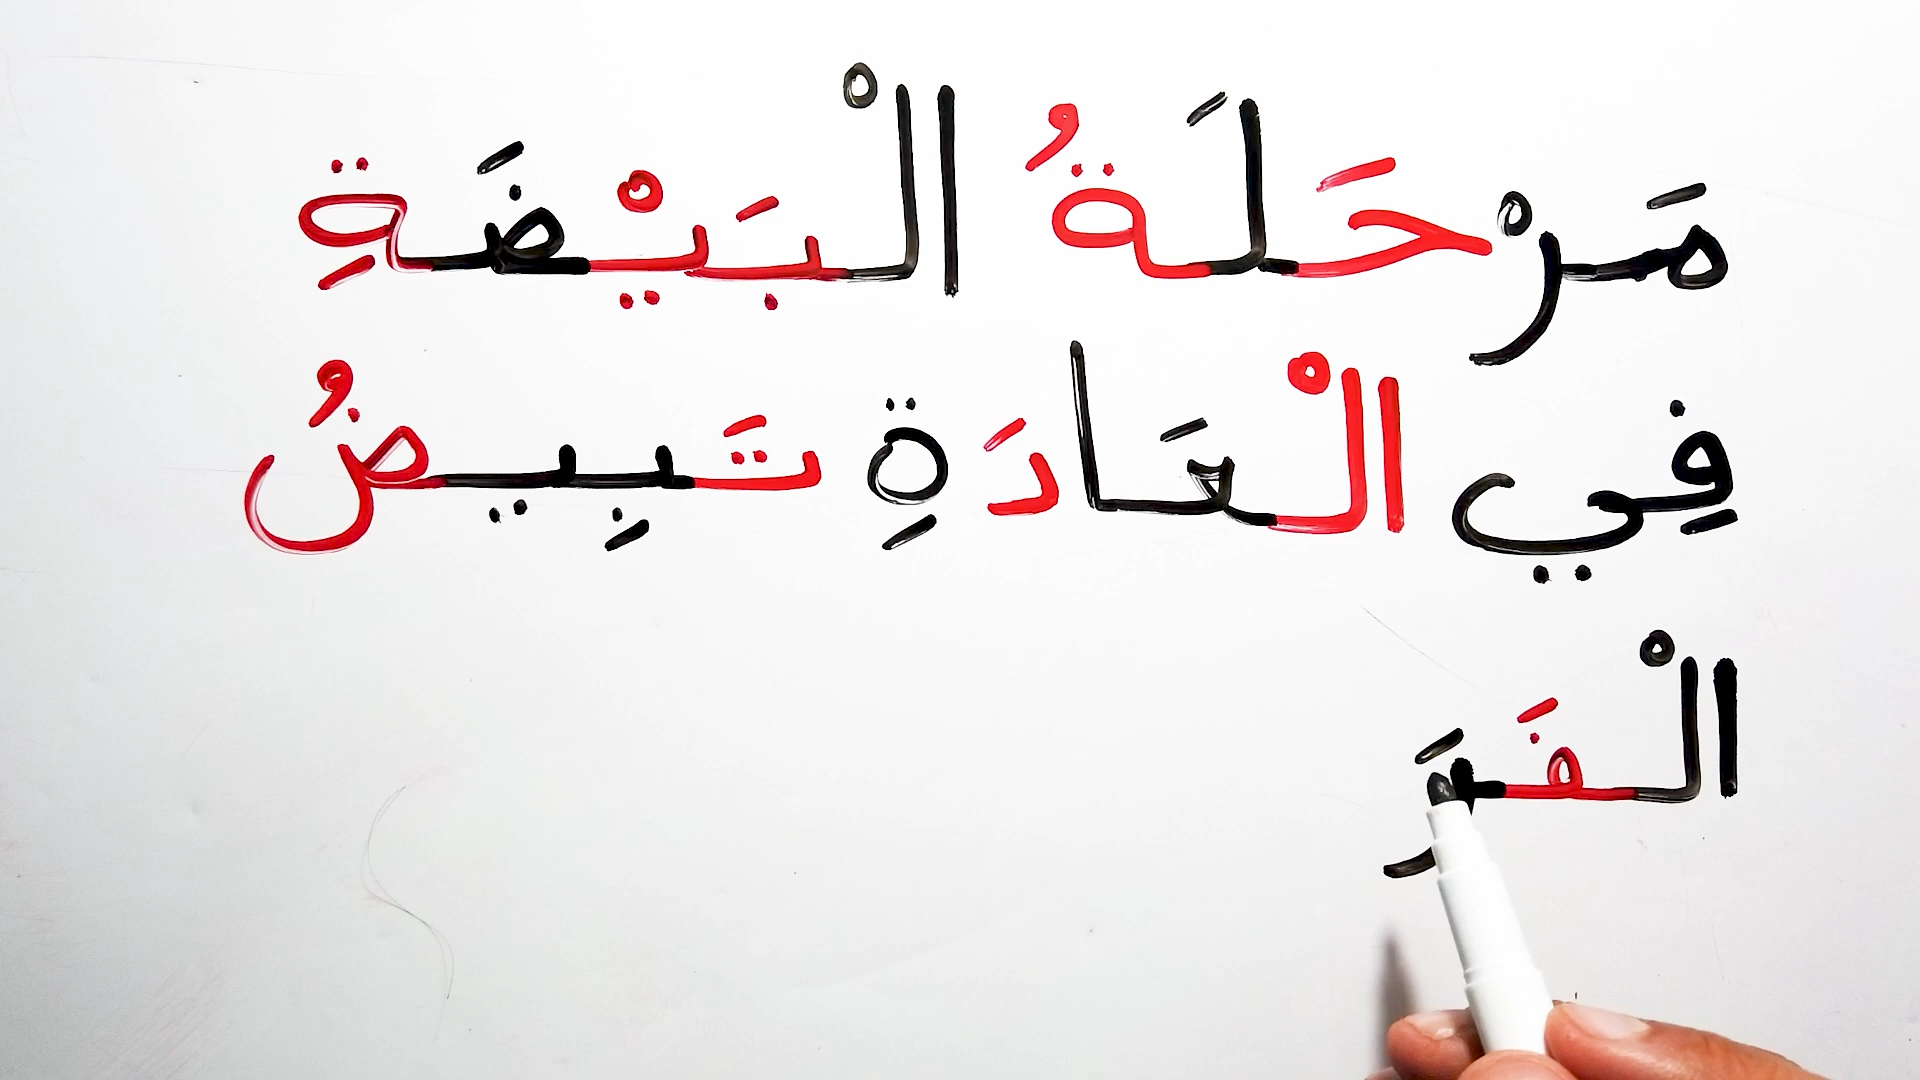 مَرْحَلَةُ الْبَيْضَةِ
فِي الْعَادَةِ تَبِيضُ
الْفَرَ